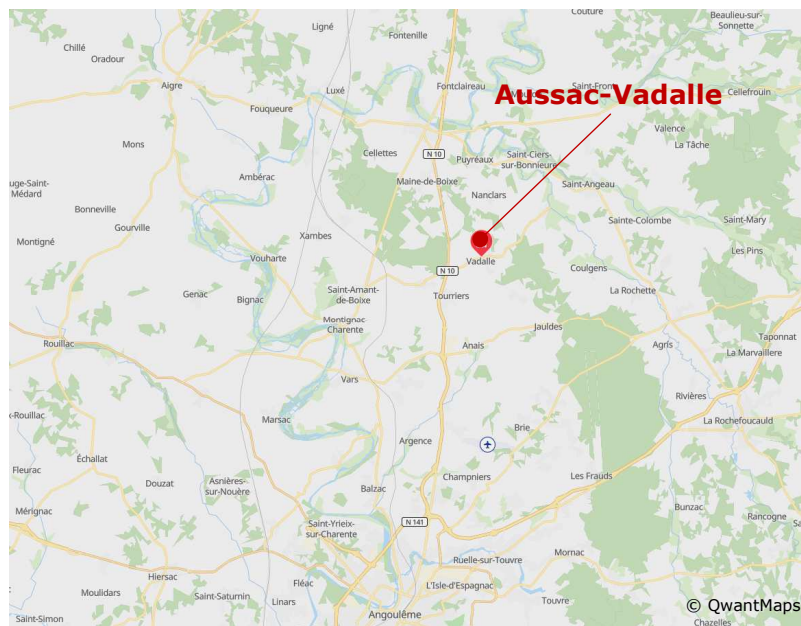 Couture
Ligné
Fontenille
Beaulieu-sur-
Sonnette
Chillé
Oradour
Aigre
Luxé
Fontclaireau
Saint-Fron
Cellefrouin
Aussac-Vadalle
Fouqueure
Valence
La Tâche
Mons
Cellettes
N 10
Puyréaux
Saint-Ciers-
sur-Bonnieure
Ambérac
Maine-de-Boixe
Nanclars
Saint-Angeau
uge-Saint-
Médard
Bonneville
Gourville
Sainte-Colombe
Saint-Mary
Montigné
Xambes
Vouharte
N 10
Vadalle
Coulgens
Les Pins
Genac
Bignac
Saint-Amant-
de-Boixe
Tourriers
La Rochette
Montignac-
Charente
Jauldes
Rouillac
Anais
Agris
Taponnat
La Marvaillere
Vars
Rivières
x-Rouillac
Marsac
Brie
La Rochefoucauld
Argence
Échallat
Fleurac
Douzat
Asnières-
sur-Nouère
Balzac
Champniers
Les Frauds
Mérignac
Bunzac
Rancogne
Saint-Yrieix-
sur-Charente
N 141
Mornac
Ruelle-sur-Touvre
Hiersac
Fléac
L'Isle-d'Espagnac
Moulidars
Saint-Saturnin
Linars
Touvre
© QwantMaps
Saint-Simon
Angoulême
Chazelles